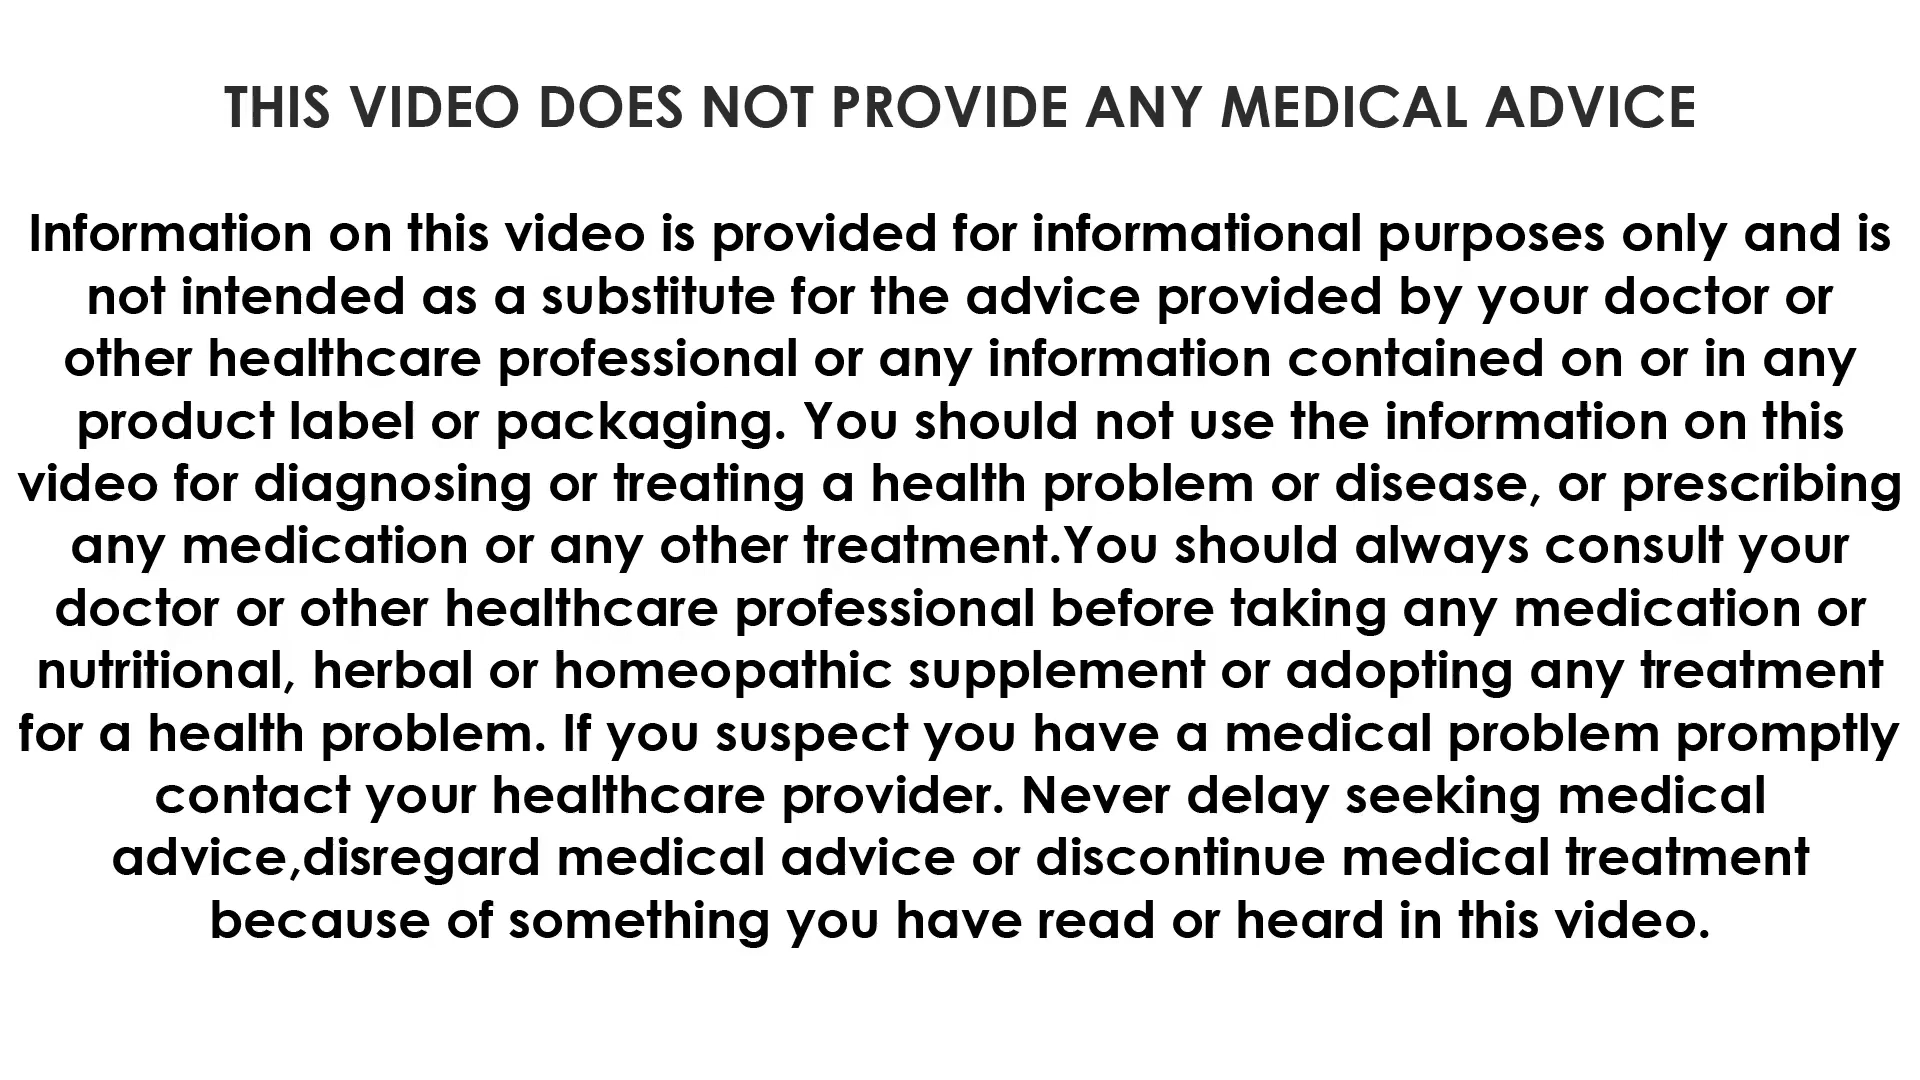 THIS VIDEO DOES NOT PROVIDE ANY MEDICAL ADVICE
Information on this video is provided for informational purposes only and is
not intended as a substitute for the advice provided by your doctor or
other healthcare professional or any information contained on or in any
product label or packaging. You should not use the information on this
video for diagnosing or treating a health problem or disease, or prescribing
any medication or any other treatment.You should always consult your
doctor or other healthcare professional before taking any medication or
nutritional, herbal or homeopathic supplement or adopting any treatment
for a health problem. If you suspect you have a medical problem promptly
contact your healthcare provider. Never delay seeking medical
advice,disregard medical advice or discontinue medical treatment
because of something you have read or heard in this video.